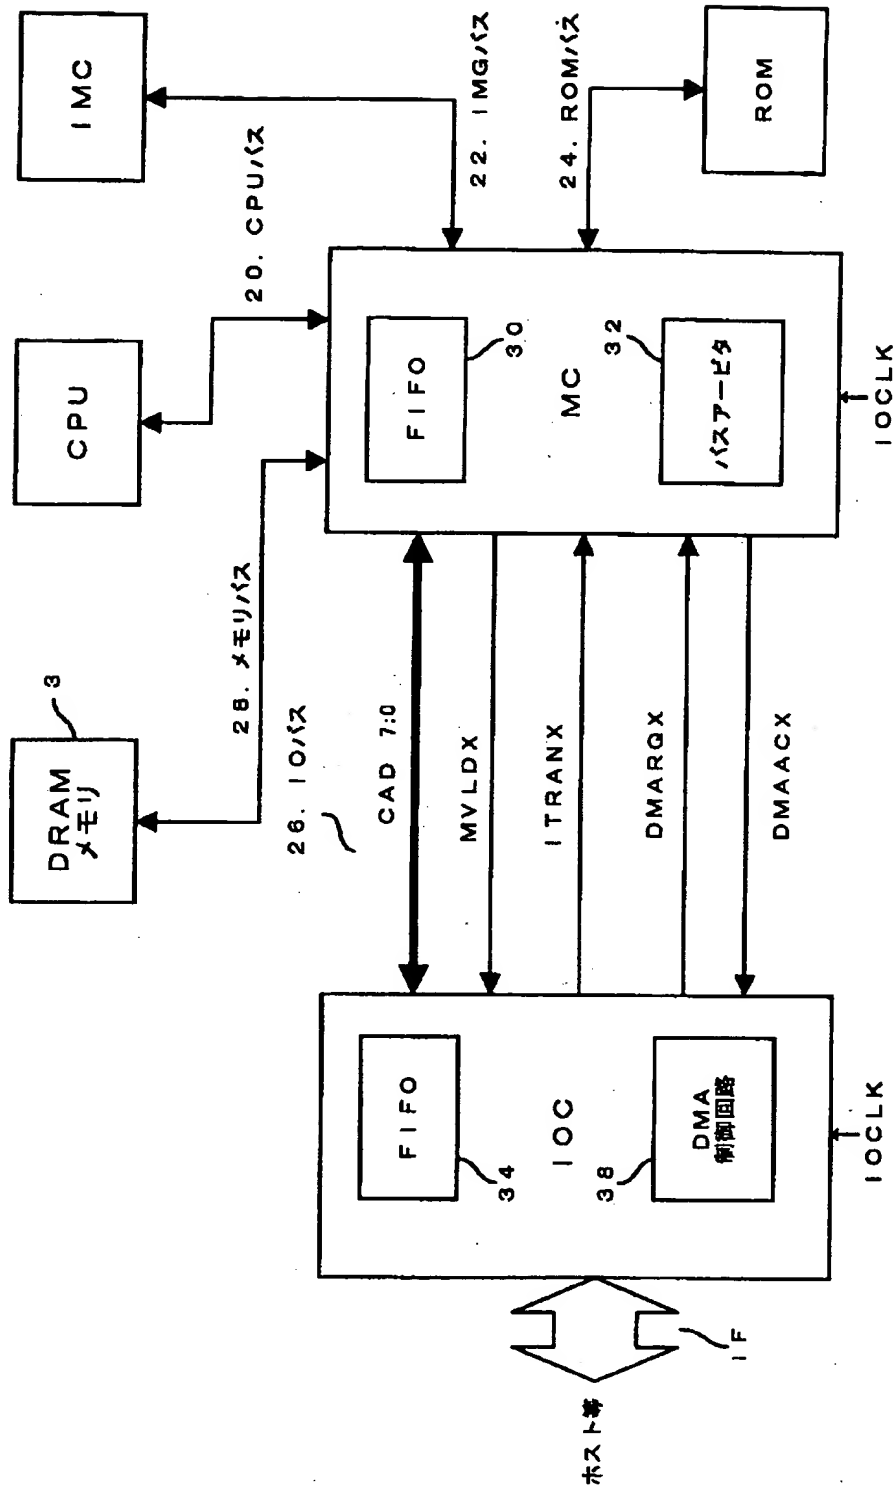 DRAM
メモリ
3
CPU
IMC
28. メモリバス
20. CPUバス
22. IMGバス
24. ROMバス
ROM
26. IOバス
CAD 7:0
MVLDX
ITRANX
DMARQX
DMAACX
FIFO
30
MC
32
バスアービタ
IOCLK
FIFO
34
IOC
38
DMA
制御回路
IOCLK
IF
ホスト等